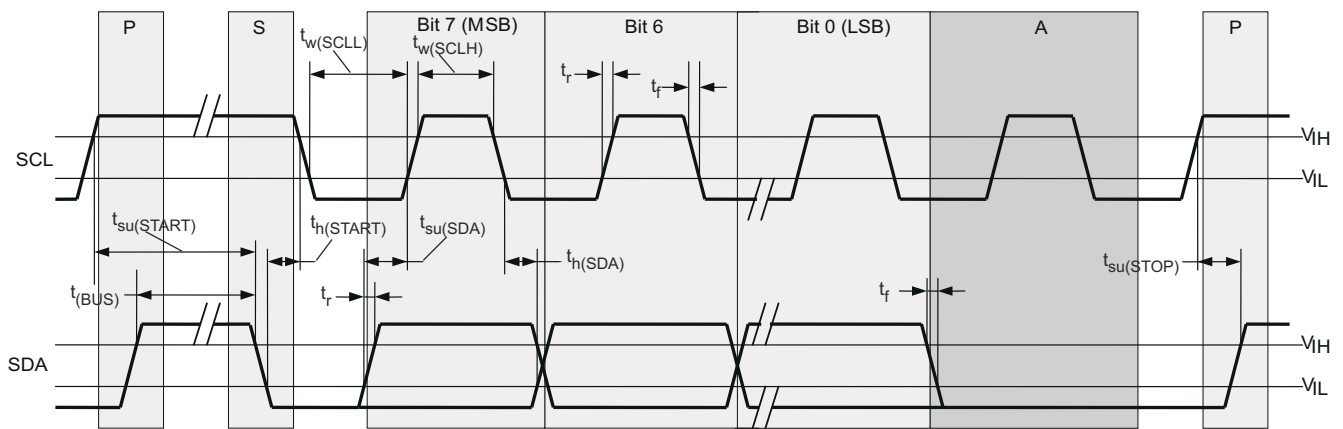 P S Bit 7 (MSB) Bit 6 Bit 0 (LSB) A P
tw(SCLL) tw(SCLH) tr tf
SCL VIH
VIL
tsu(START) th(START) tsu(SDA) th(SDA) tsu(STOP)
t(BUS) tr tf
SDA VIH
VIL